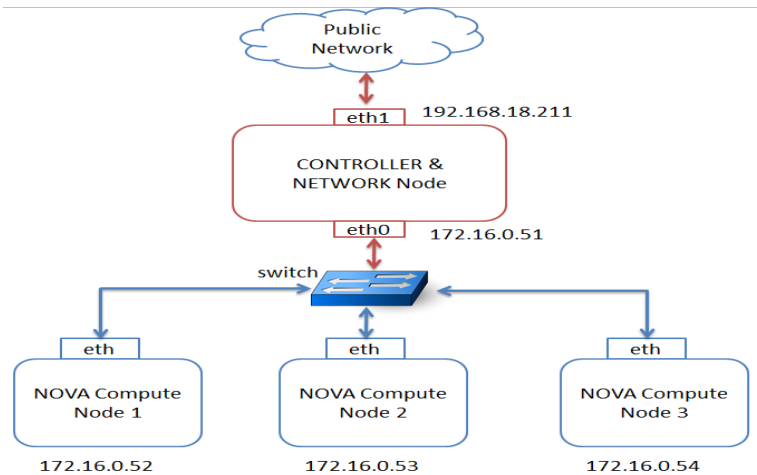 Public
Network
eth1
192.168.18.211
CONTROLLER &
NETWORK Node
eth0
172.16.0.51
switch
eth
eth
eth
NOVA Compute
Node 1
NOVA Compute
Node 2
NOVA Compute
Node 3
172.16.0.52
172.16.0.53
172.16.0.54